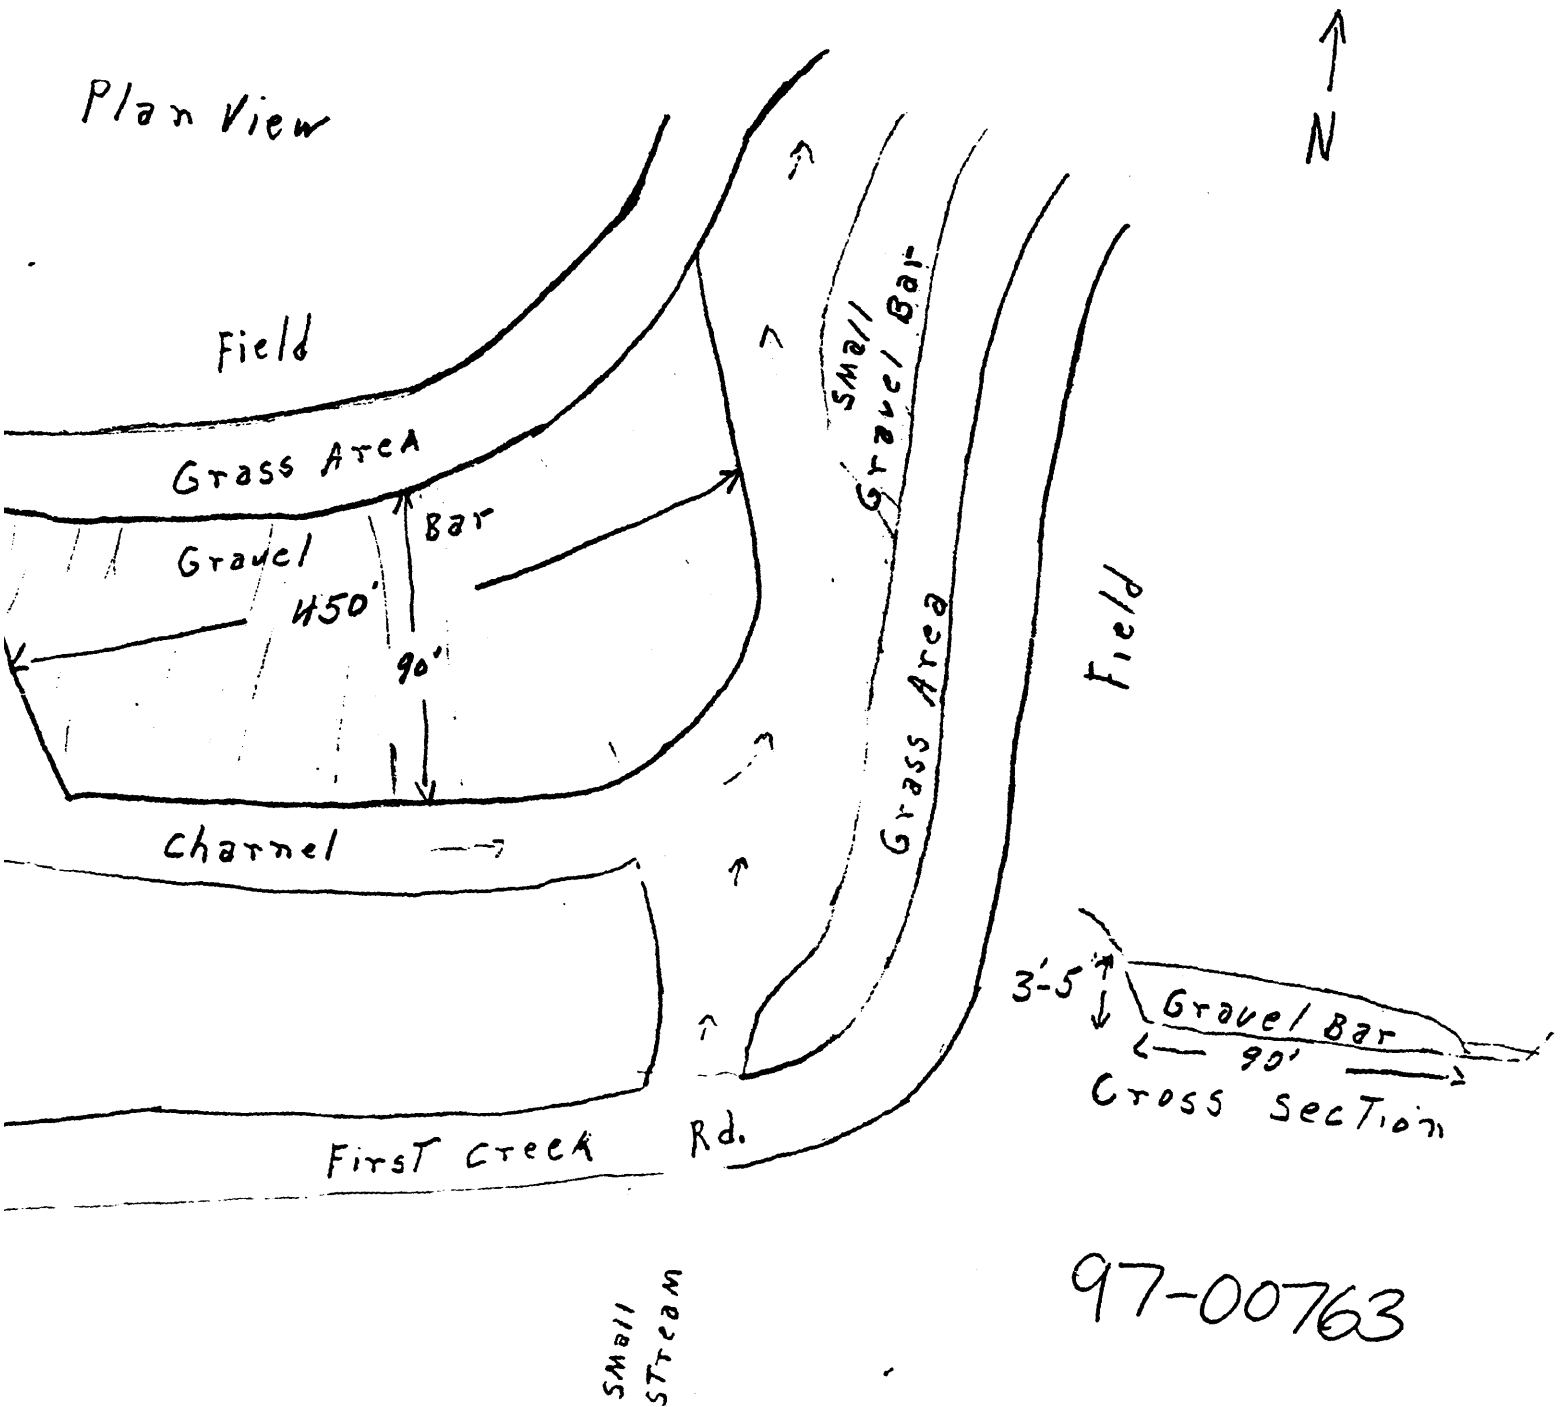 Plan View
N
Field
Grass Area
Gravel Bar
450'
90'
Small
Gravel Bar
Grass Area
Field
Channel
3'-5'
Gravel Bar
90'
Cross Section
First Creek Rd.
97-00763
Small
Stream